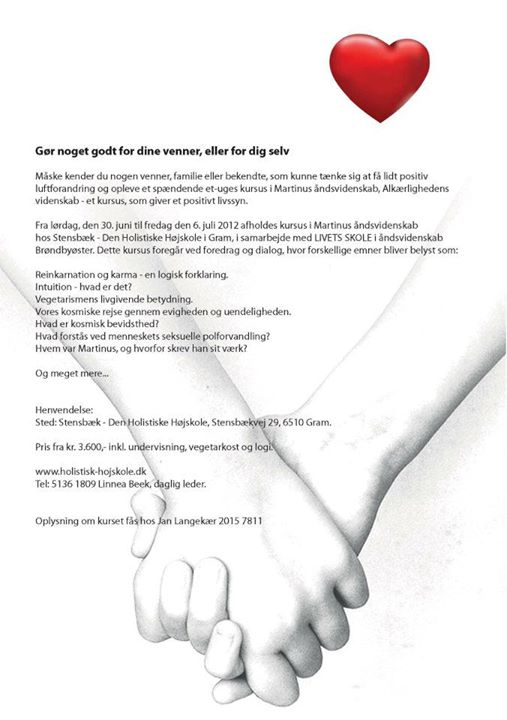 Gør noget godt for dine venner, eller for dig selv
Måske kender du nogen venner, familie eller bekendte, som kunne tænke sig at få lidt positiv
luftforandring og opleve et spændende et-uges kursus i Martinus åndsvidenskab, Alkærlighedens
videnskab - et kursus, som giver et positivt livssyn.
Fra lørdag, den 30. juni til fredag den 6. juli 2012 afholdes kursus i Martinus åndsvidenskab
hos Stensbæk - Den Holistiske Højskole i Gram, i samarbejde med LIVETS SKOLE i åndsvidenskab
Brøndbyøster. Dette kursus foregår ved foredrag og dialog, hvor forskellige emner bliver belyst som:
Reinkarnation og karma - en logisk forklaring.
Intuition - hvad er det?
Vegetarismens livgivende betydning.
Vores kosmiske rejse gennem evigheden og uendeligheden.
Hvad er kosmisk bevidsthed?
Hvad forstås ved menneskets seksuelle polforvandling?
Hvem var Martinus, og hvorfor skrev han sit værk?
Og meget mere...
Henvendelse:
Sted: Stensbæk - Den Holistiske Højskole, Stensbækvej 29, 6510 Gram.
Pris fra kr. 3.600,- inkl. undervisning, vegetarkost og logi.
www.holistisk-hojskole.dk
Tel: 5136 1809 Linnea Beek, daglig leder.
Oplysning om kurset fås hos Jan Langekær 2015 7811